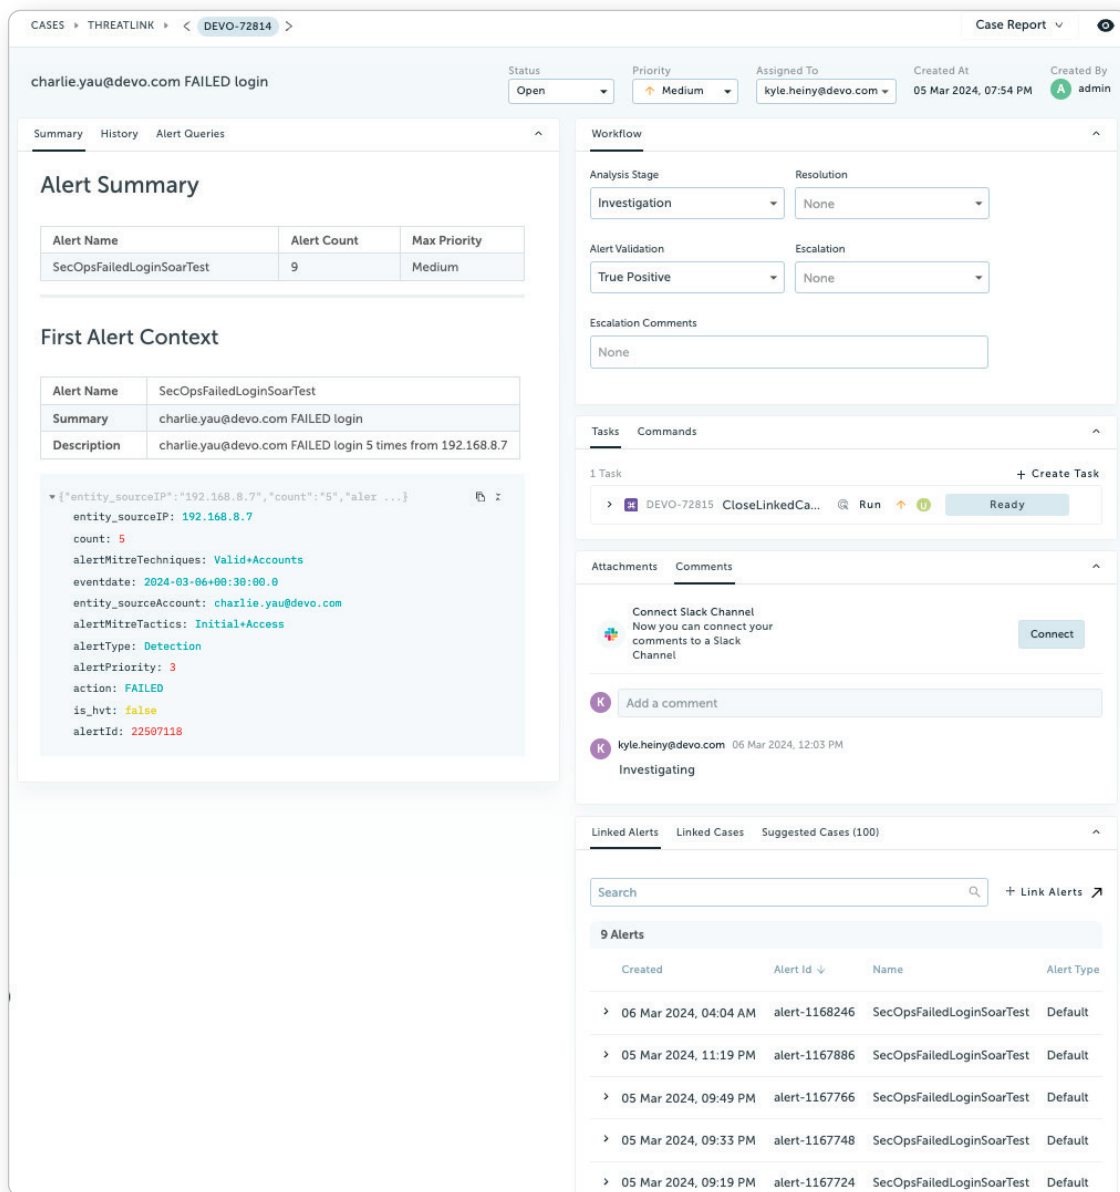 CASES ▸ THREATLINK ▸ < DEVO-72814 > Case Report
charlie.yau@devo.com FAILED login
Status
Open
Priority
Medium
Assigned To
kyle.heiny@devo.com
Created At
05 Mar 2024, 07:54 PM
Created By
A admin
Summary History Alert Queries
Alert Summary
Alert Name Alert Count Max Priority
SecOpsFailedLoginSoarTest 9 Medium
First Alert Context
Alert Name SecOpsFailedLoginSoarTest
Summary charlie.yau@devo.com FAILED login
Description charlie.yau@devo.com FAILED login 5 times from 192.168.8.7
{"entity_sourceIP":"192.168.8.7","count":"5","aler ...}
entity_sourceIP: 192.168.8.7
count: 5
alertMitreTechniques: Valid+Accounts
eventdate: 2024-03-06+00:30:00.0
entity_sourceAccount: charlie.yau@devo.com
alertMitreTactics: Initial+Access
alertType: Detection
alertPriority: 3
action: FAILED
is_hvt: false
alertId: 22507118
Workflow
Analysis Stage Resolution
Investigation None
Alert Validation Escalation
True Positive None
Escalation Comments
None
Tasks Commands
1 Task + Create Task
DEVO-72815 CloseLinkedCa... Run U Ready
Attachments Comments
Connect Slack Channel
Now you can connect your
comments to a Slack
Channel
Connect
K Add a comment
K kyle.heiny@devo.com 06 Mar 2024, 12:03 PM
Investigating
Linked Alerts Linked Cases Suggested Cases (100)
Search + Link Alerts
9 Alerts
Created Alert Id ↓ Name Alert Type
06 Mar 2024, 04:04 AM alert-1168246 SecOpsFailedLoginSoarTest Default
05 Mar 2024, 11:19 PM alert-1167886 SecOpsFailedLoginSoarTest Default
05 Mar 2024, 09:49 PM alert-1167766 SecOpsFailedLoginSoarTest Default
05 Mar 2024, 09:33 PM alert-1167748 SecOpsFailedLoginSoarTest Default
05 Mar 2024, 09:19 PM alert-1167724 SecOpsFailedLoginSoarTest Default